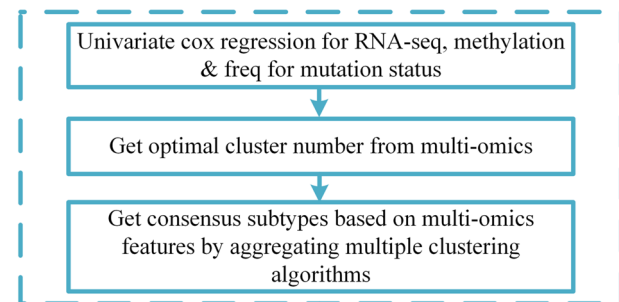 Univariate cox regression for RNA-seq, methylation
& freq for mutation status
Get optimal cluster number from multi-omics
Get consensus subtypes based on multi-omics
features by aggregating multiple clustering
algorithms